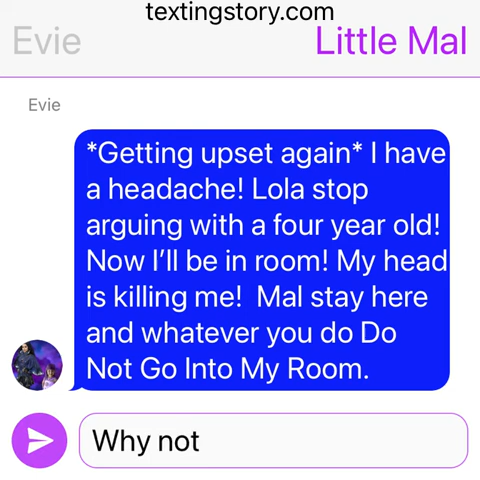 textingstory.com
Evie
Little Mal
Evie
*Getting upset again* I have
a headache! Lola stop
arguing with a four year old!
Now I’ll be in room! My head
is killing me!  Mal stay here
and whatever you do Do
Not Go Into My Room.
Why not